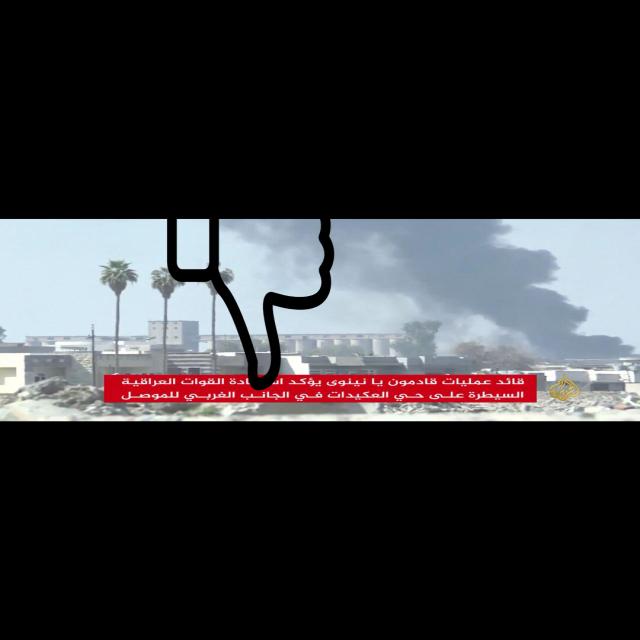 قائد عمليات قادمون يا نينوى يؤكد القوات العراقية
السيطرة على حي العكيدات في الجانب الغربي للموصل